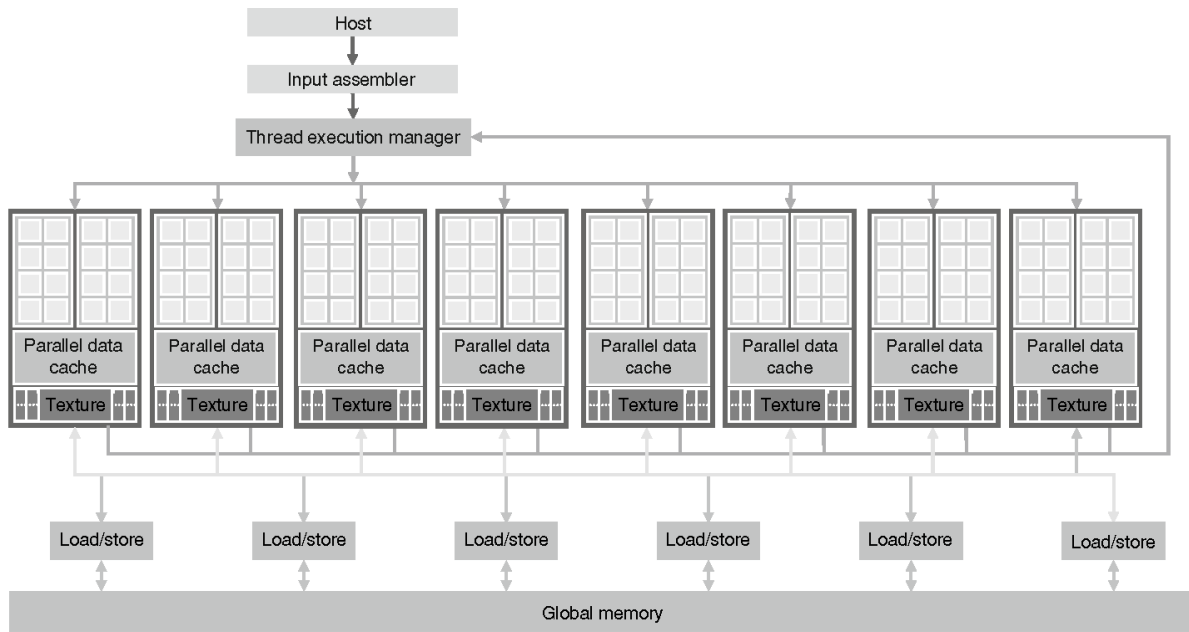 Host
Input assembler
Thread execution manager
Parallel data
cache
Parallel data
cache
Parallel data
cache
Parallel data
cache
Parallel data
cache
Parallel data
cache
Parallel data
cache
Parallel data
cache
Texture
Texture
Texture
Texture
Texture
Texture
Texture
Texture
Load/store
Load/store
Load/store
Load/store
Load/store
Load/store
Global memory